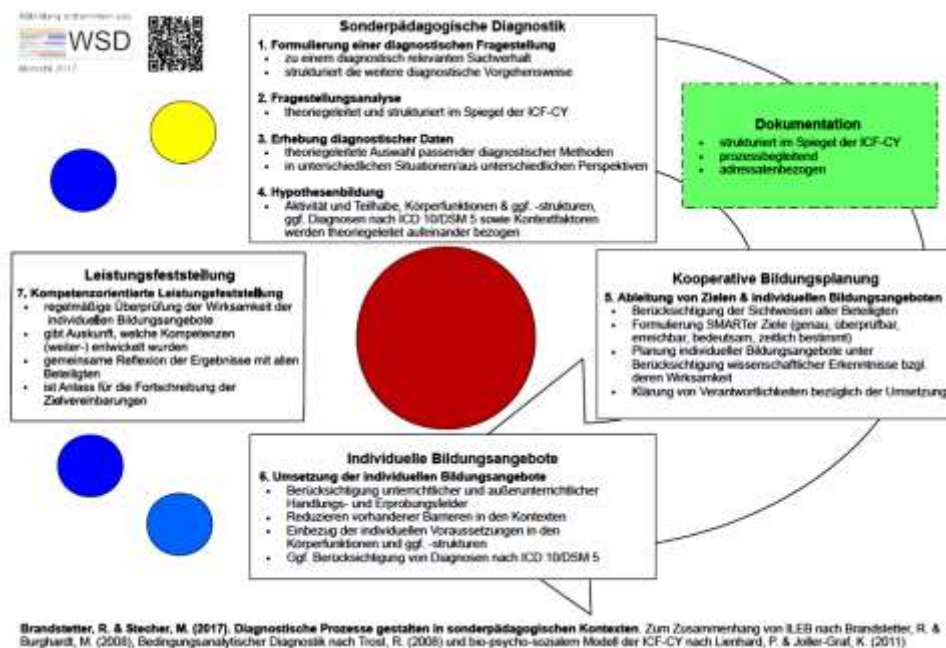 Abbildung entnommen aus
WSD
Sonderpädagogische Diagnostik
1. Formulierung einer diagnostischen Fragestellung
• zu einem diagnostisch relevanten Sachverhalt
• strukturiert die weitere diagnostische Vorgehensweise
2. Fragestellungsanalyse
• theoriegeleitet und strukturiert im Spiegel der ICF-CY
3. Erhebung diagnostischer Daten
• theoriegeleitete Auswahl passender diagnostischer Methoden
• in unterschiedlichen Situationen/aus unterschiedlichen Perspektiven
4. Hypothesenbildung
• Aktivität und Teilhabe, Körperfunktionen & ggf. -strukturen,
ggf. Diagnosen nach ICD 10/DSM 5 sowie Kontextfaktoren
werden theoriegeleitet aufeinander bezogen
Dokumentation
• strukturiert im Spiegel der ICF-CY
• prozessbegleitend
• adressatenbezogen
Leistungsfeststellung
7. Kompetenzorientierte Leistungsfeststellung
• regelmäßige Überprüfung der Wirksamkeit der
individuellen Bildungsangebote
• gibt Auskunft, welche Kompetenzen
(weiter-) entwickelt wurden
• gemeinsame Reflexion der Ergebnisse mit allen
Beteiligten
• ist Anlass für die Fortschreibung der
Zielvereinbarungen
Kooperative Bildungsplanung
5. Ableitung von Zielen & individuellen Bildungsangeboten
• Berücksichtigung der Sichtweisen aller Beteiligten
• Formulierung SMARTer Ziele (genau, überprüfbar,
erreichbar, bedeutsam, zeitlich bestimmt)
• Planung individueller Bildungsangebote unter
Berücksichtigung wissenschaftlicher Erkenntnisse bzgl.
deren Wirksamkeit
• Klärung von Verantwortlichkeiten bezüglich der Umsetzung
Individuelle Bildungsangebote
6. Umsetzung der individuellen Bildungsangebote
• Berücksichtigung unterrichtlicher und außerunterrichtlicher
Handlungs- und Erprobungsfelder
• Reduzieren vorhandener Barrieren in den Kontexten
• Einbezug der individuellen Voraussetzungen in den
Körperfunktionen und ggf. -strukturen
• Ggf. Berücksichtigung von Diagnosen nach ICD 10/DSM 5
Brandstetter, R. & Stecher, M. (2017). Diagnostische Prozesse gestalten in sonderpädagogischen Kontexten. Zum Zusammenhang von ILEB nach Brandstetter, R. &
Burghardt, M. (2008), Bedingungsanalytischer Diagnostik nach Trost, R. (2008) und bio-psycho-sozialem Modell der ICF-CY nach Lienhard, P. & Joller-Graf, K. (2011)